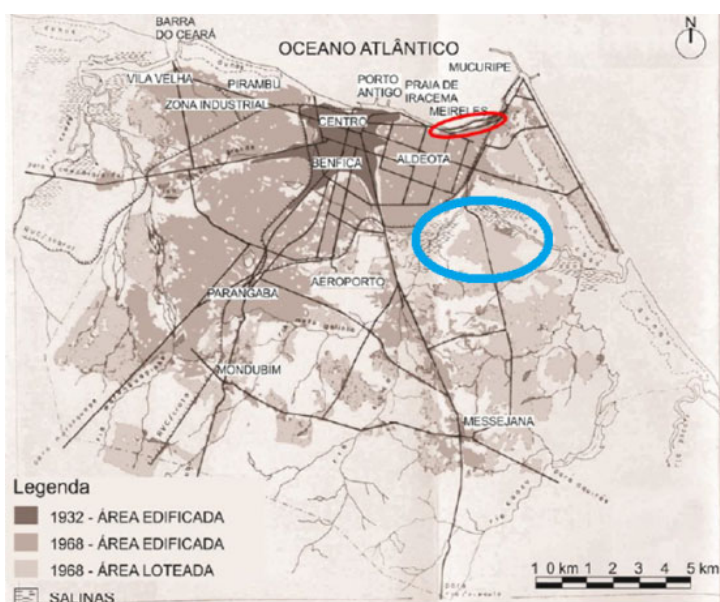 BARRA
DO CEARÁ
OCEANO ATLÂNTICO
N
MUCURIPE
VILA VELHA
PIRAMBÚ
PORTO
ANTIGO
PRAIA DE
IRACEMA
MEIRELES
ZONA INDUSTRIAL
CENTRO
BENFICA
ALDEOTA
AEROPORTO
PARANGABA
MONDUBIM
MESSEJANA
Legenda
1932 - ÁREA EDIFICADA
1968 - ÁREA EDIFICADA
1968 - ÁREA LOTEADA
SALINAS
1 0 km 1 2 3 4 5 km